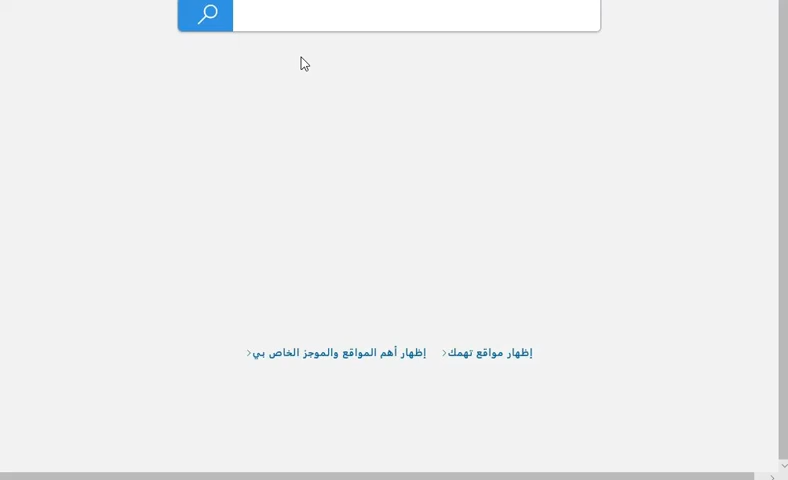 إظهار مواقع تهمك
إظهار أهم المواقع والموجز الخاص بي